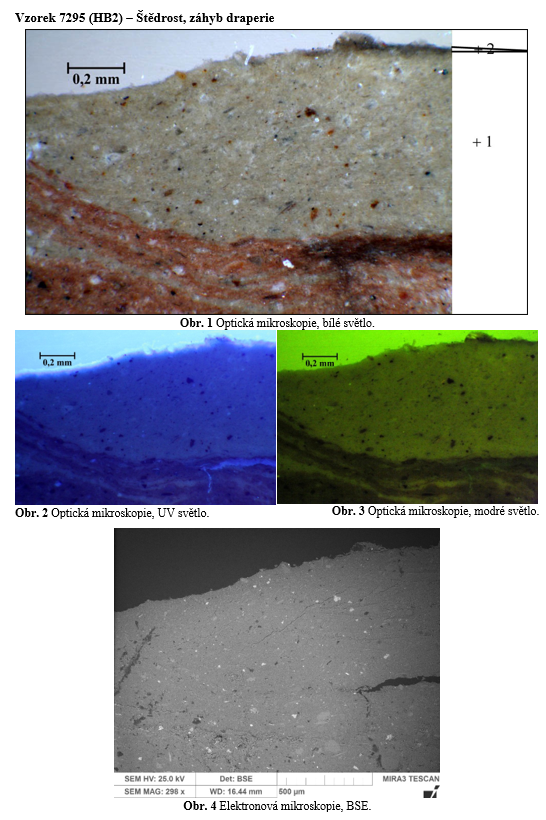 Vzorek 7295 (HB2) – Štědrost, záhyb draperie
0,2 mm
+ 2
+ 1
Obr. 1 Optická mikroskopie, bílé světlo.
0,2 mm
0,2 mm
Obr. 2 Optická mikroskopie, UV světlo.
Obr. 3 Optická mikroskopie, modré světlo.
SEM HV: 25.0 kV Det: BSE MIRA3 TESCAN
SEM MAG: 298 x WD: 16.44 mm 500 µm
Obr. 4 Elektronová mikroskopie, BSE.